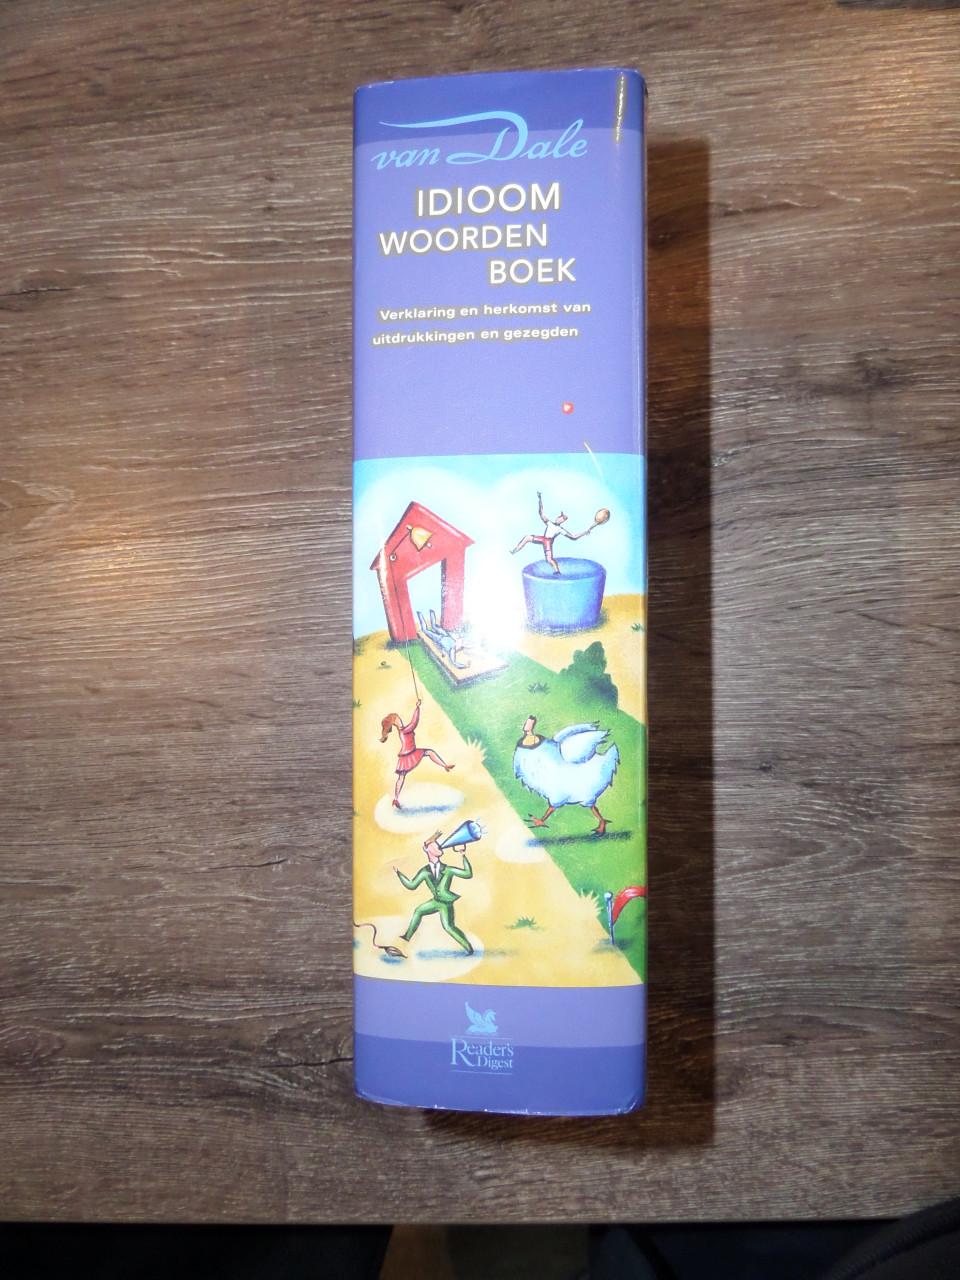 van Dale
IDIOOM
WOORDEN
BOEK
Verklaring en herkomst van
uitdrukkingen en gezegden
Reader's
Digest